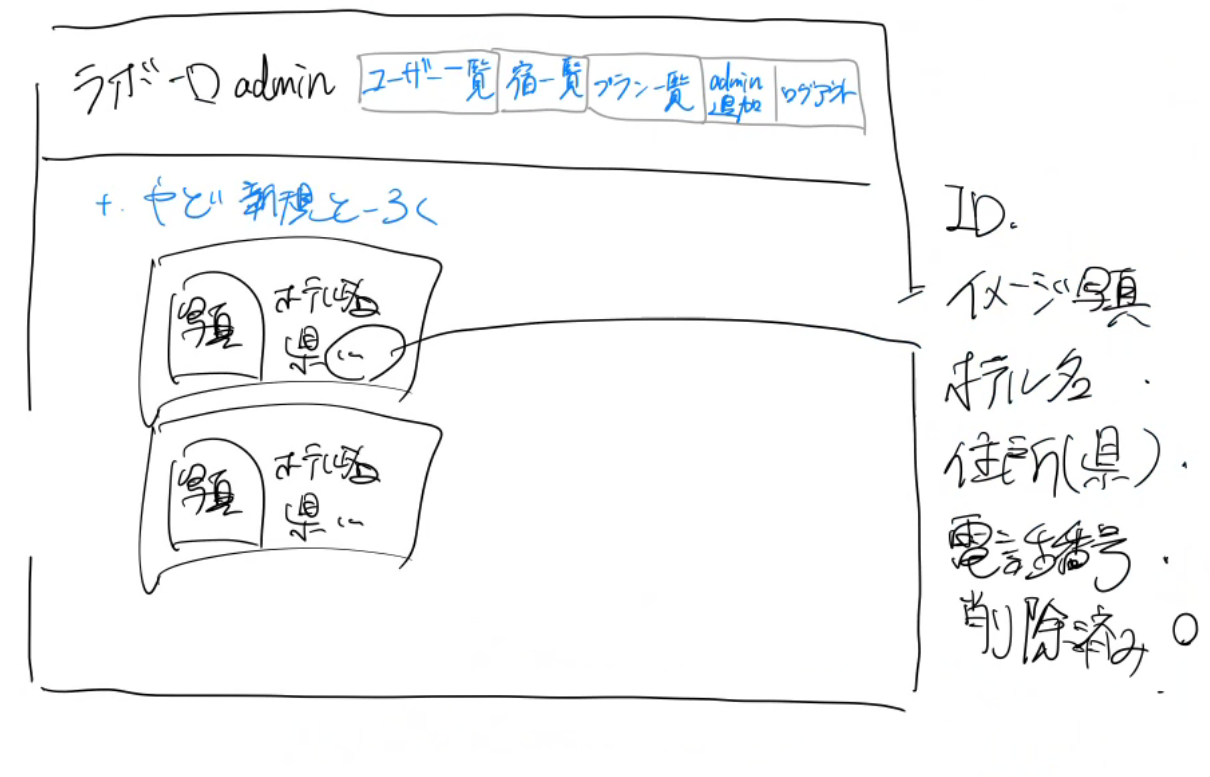 ライボーロ admin ユーザー一覧 宿一覧 プラン一覧 admin追加 ログアウト
+. やど 新規とーろく
写真 ホテル名
県 …
写真 ホテル名
県 …
ID.
イメージ写真
ホテル名.
住所(県).
電話番号.
削除済み ○